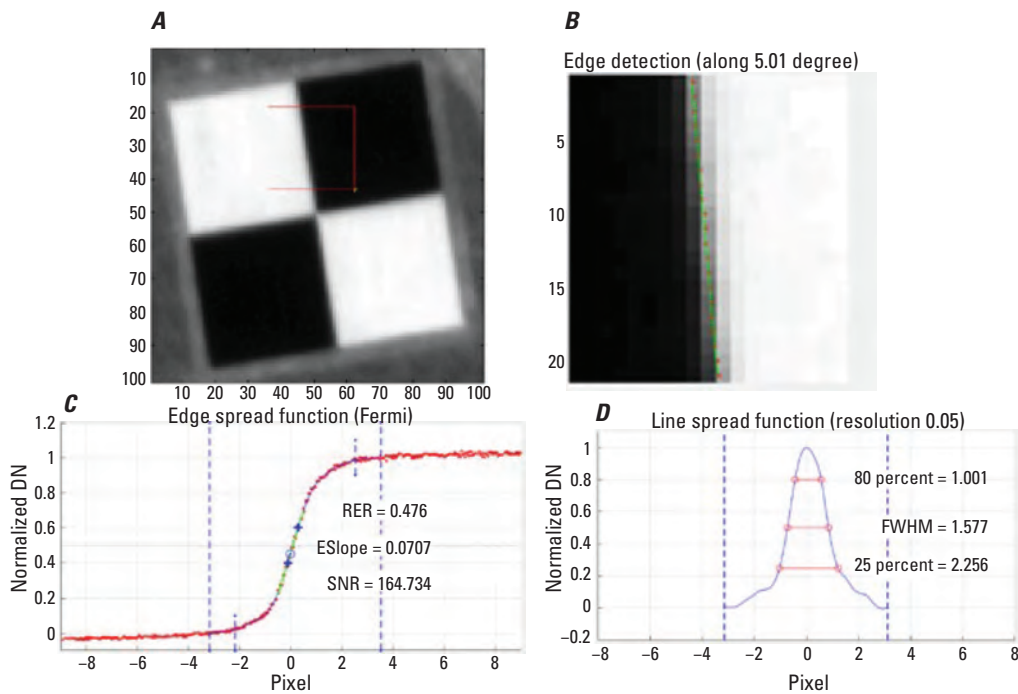 A
10
20
30
40
50
60
70
80
90
100
10 20 30 40 50 60 70 80 90 100
B
Edge detection (along 5.01 degree)
5
10
15
20
C
Edge spread function (Fermi)
Normalized DN
1.2
1
0.8
0.6
0.4
0.2
0
RER = 0.476
ESlope = 0.0707
SNR = 164.734
−8 −6 −4 −2 0 2 4 6 8
Pixel
D
Line spread function (resolution 0.05)
Normalized DN
1
0.8
0.6
0.4
0.2
0
−0.2
80 percent = 1.001
FWHM = 1.577
25 percent = 2.256
−8 −6 −4 −2 0 2 4 6 8
Pixel